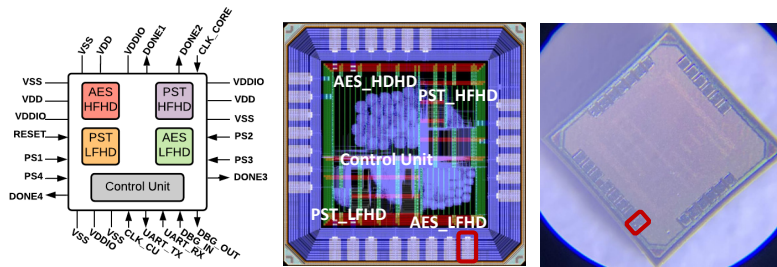 VSS
VDD
VDDIO
DONE1
DONE2
CLK_CORE
VSS
VDD
VDDIO
RESET
PS1
PS4
DONE4
AES
HFHD
PST
HFHD
PST
LFHD
AES
LFHD
Control Unit
VDDIO
VDD
VSS
PS2
PS3
DONE3
VSS
VDDIO
VSS
CLK_CU
UART_TX
UART_RX
DBG_IN
DBG_OUT
AES_HDHD
PST_HFHD
Control Unit
PST_LFHD
AES_LFHD